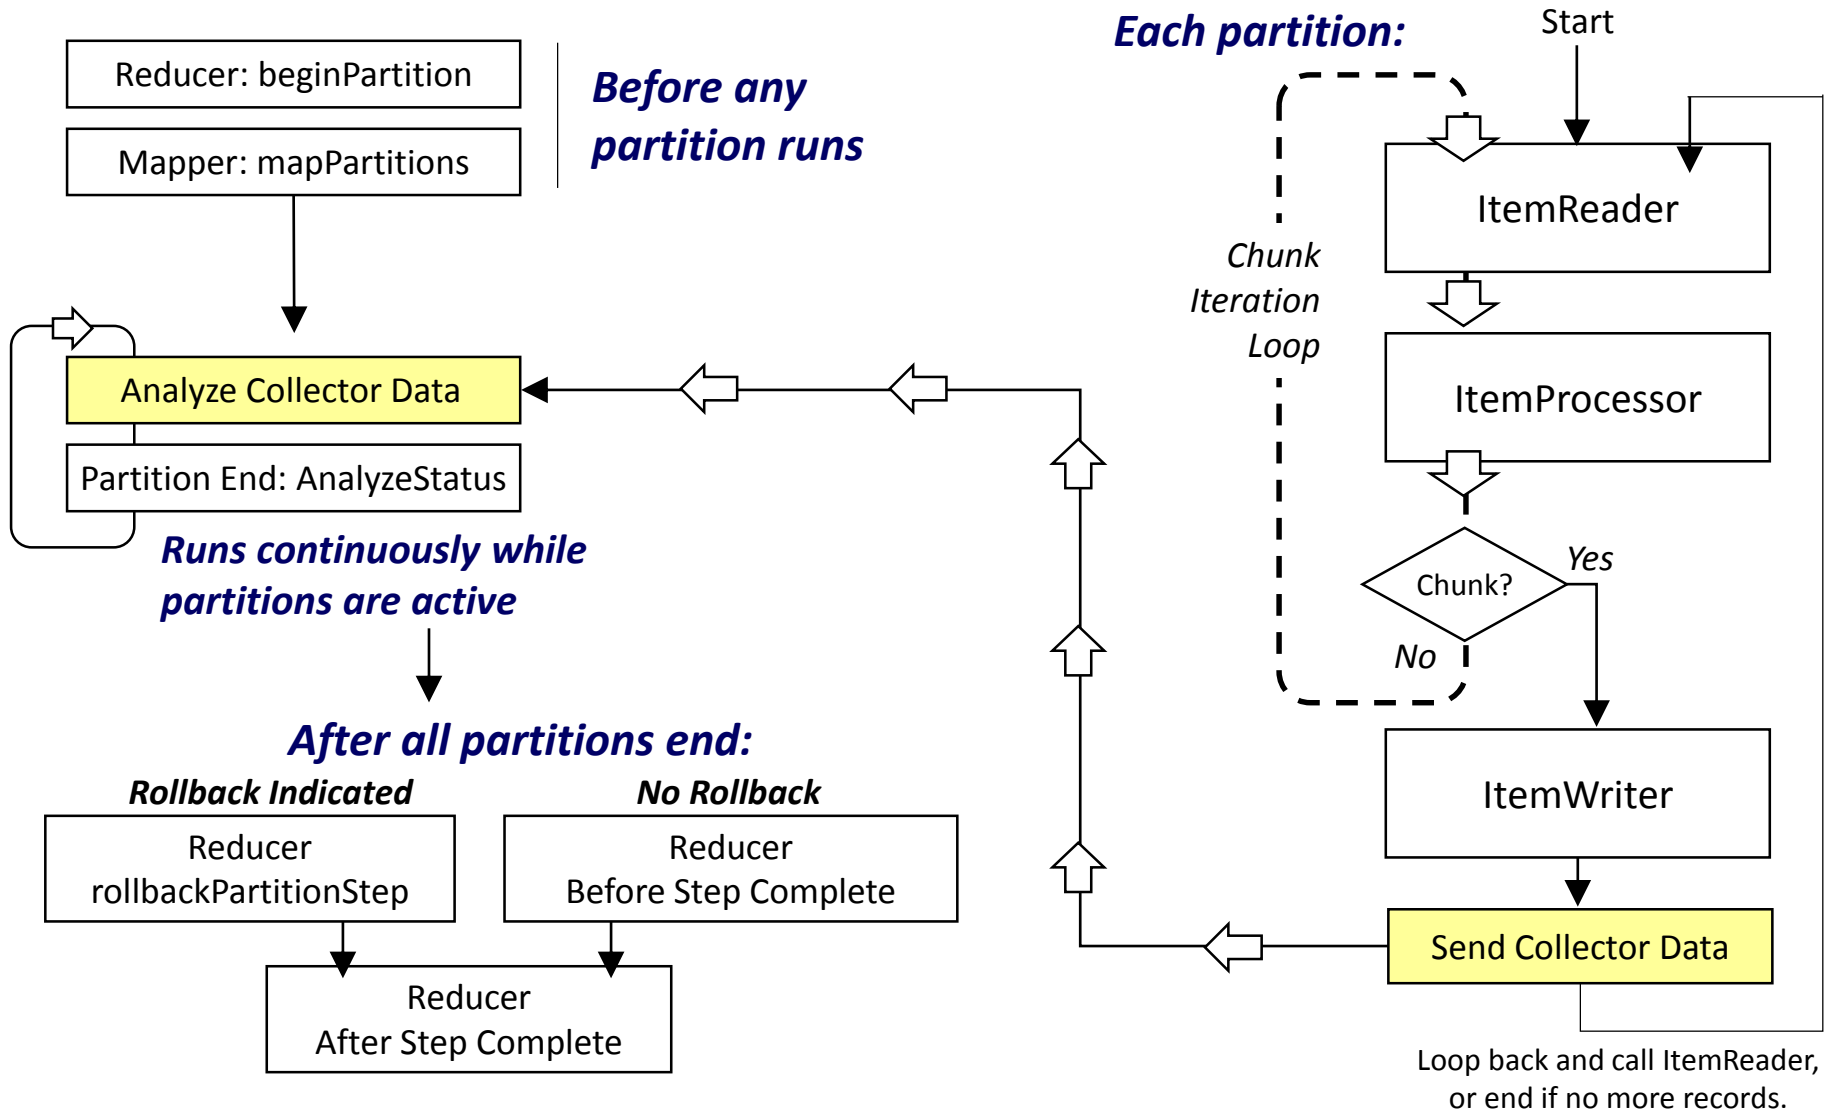 Reducer: beginPartition
Mapper: mapPartitions
Before any
partition runs
Analyze Collector Data
Partition End: AnalyzeStatus
Runs continuously while
partitions are active
After all partitions end:
Rollback Indicated
No Rollback
Reducer
rollbackPartitionStep
Reducer
Before Step Complete
Reducer
After Step Complete
Each partition:
Start
ItemReader
Chunk
Iteration
Loop
ItemProcessor
Chunk?
Yes
No
ItemWriter
Send Collector Data
Loop back and call ItemReader,
or end if no more records.